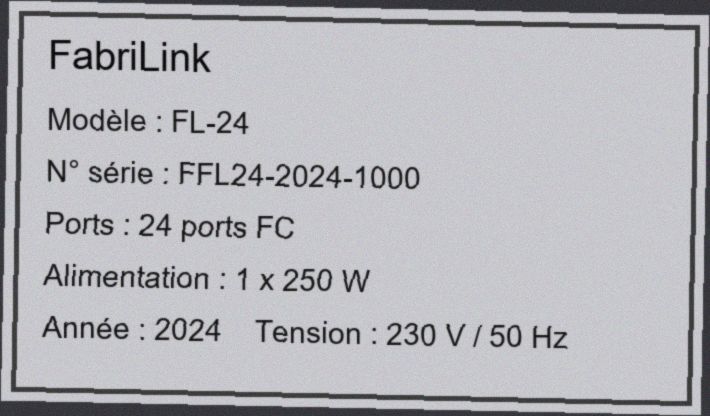 FabriLink
Modèle : FL-24
N° série : FFL24-2024-1000
Ports : 24 ports FC
Alimentation : 1 x 250 W
Année : 2024 Tension : 230 V / 50 Hz